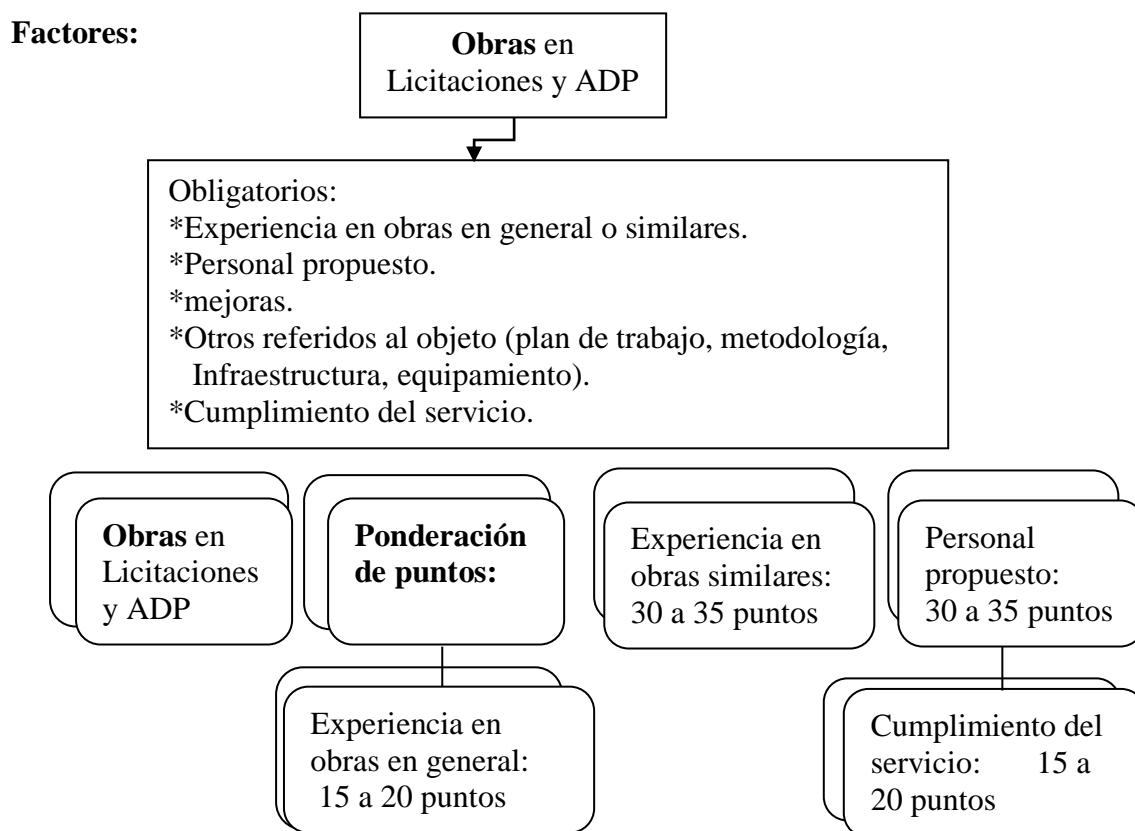 Factores:
Obras en
Licitaciones y ADP
Obligatorios:
*Experiencia en obras en general o similares.
*Personal propuesto.
*mejoras.
*Otros referidos al objeto (plan de trabajo, metodología,
Infraestructura, equipamiento).
*Cumplimiento del servicio.
Obras en
Licitaciones
y ADP
Ponderación
de puntos:
Experiencia en
obras similares:
30 a 35 puntos
Personal
propuesto:
30 a 35 puntos
Experiencia en
obras en general:
15 a 20 puntos
Cumplimiento del
servicio: 15 a
20 puntos